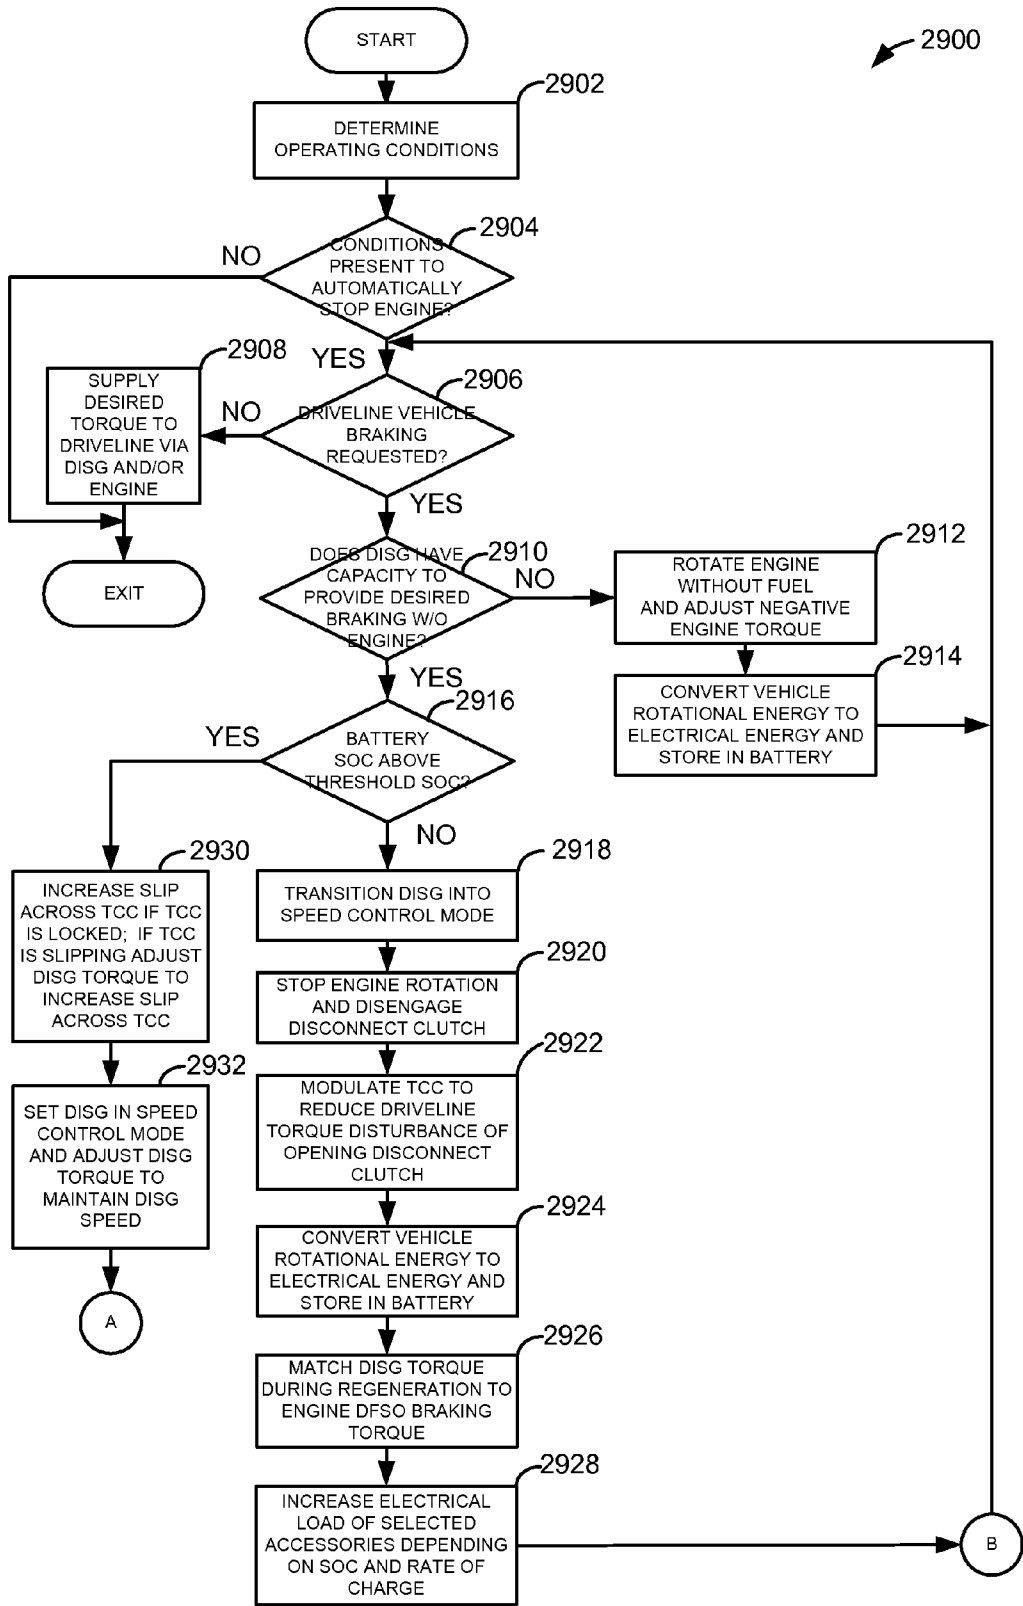 START
2900
2902
DETERMINE
OPERATING CONDITIONS
2904
NO
CONDITIONS
PRESENT TO
AUTOMATICALLY
STOP ENGINE?
YES
2908
SUPPLY
DESIRED
TORQUE TO
DRIVELINE VIA
DISG AND/OR
ENGINE
2906
NO
DRIVELINE VEHICLE
BRAKING
REQUESTED?
YES
EXIT
2910
DOES DISG HAVE
CAPACITY TO
PROVIDE DESIRED
BRAKING W/O
ENGINE?
NO
2912
ROTATE ENGINE
WITHOUT FUEL
AND ADJUST NEGATIVE
ENGINE TORQUE
2914
CONVERT VEHICLE
ROTATIONAL ENERGY TO
ELECTRICAL ENERGY AND
STORE IN BATTERY
YES
2916
YES
BATTERY
SOC ABOVE
THRESHOLD SOC?
NO
2930
INCREASE SLIP
ACROSS TCC IF TCC
IS LOCKED; IF TCC
IS SLIPPING ADJUST
DISG TORQUE TO
INCREASE SLIP
ACROSS TCC
2932
SET DISG IN SPEED
CONTROL MODE
AND ADJUST DISG
TORQUE TO
MAINTAIN DISG
SPEED
A
2918
TRANSITION DISG INTO
SPEED CONTROL MODE
2920
STOP ENGINE ROTATION
AND DISENGAGE
DISCONNECT CLUTCH
2922
MODULATE TCC TO
REDUCE DRIVELINE
TORQUE DISTURBANCE OF
OPENING DISCONNECT
CLUTCH
2924
CONVERT VEHICLE
ROTATIONAL ENERGY TO
ELECTRICAL ENERGY AND
STORE IN BATTERY
2926
MATCH DISG TORQUE
DURING REGENERATION TO
ENGINE DFSO BRAKING
TORQUE
2928
INCREASE ELECTRICAL
LOAD OF SELECTED
ACCESSORIES DEPENDING
ON SOC AND RATE OF
CHARGE
B